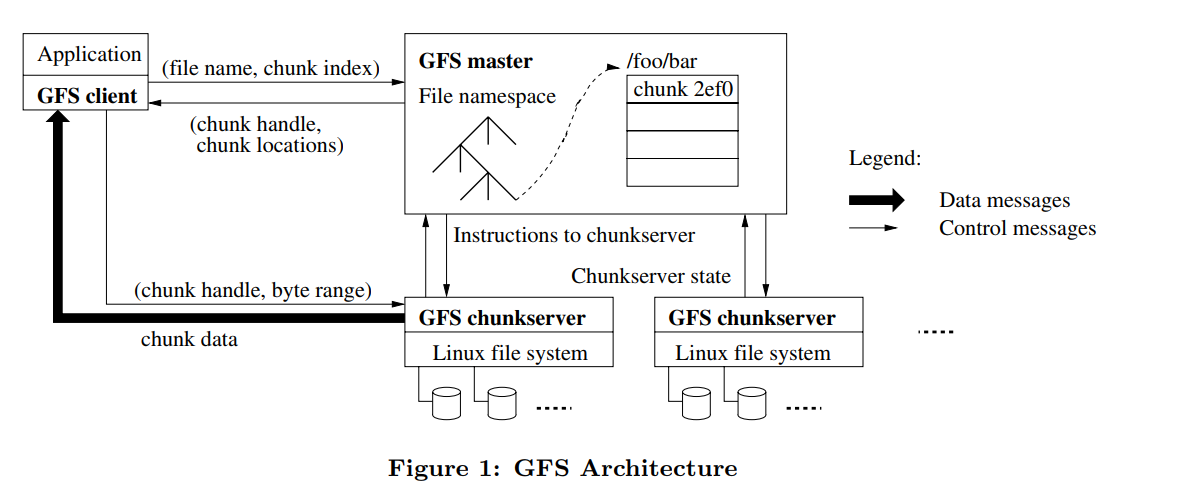 Application
GFS client
(file name, chunk index)
(chunk handle,
chunk locations)
GFS master
File namespace
/foo/bar
chunk 2ef0
Legend:
Data messages
Control messages
Instructions to chunkserver
Chunkserver state
(chunk handle, byte range)
chunk data
GFS chunkserver
Linux file system
GFS chunkserver
Linux file system
Figure 1: GFS Architecture